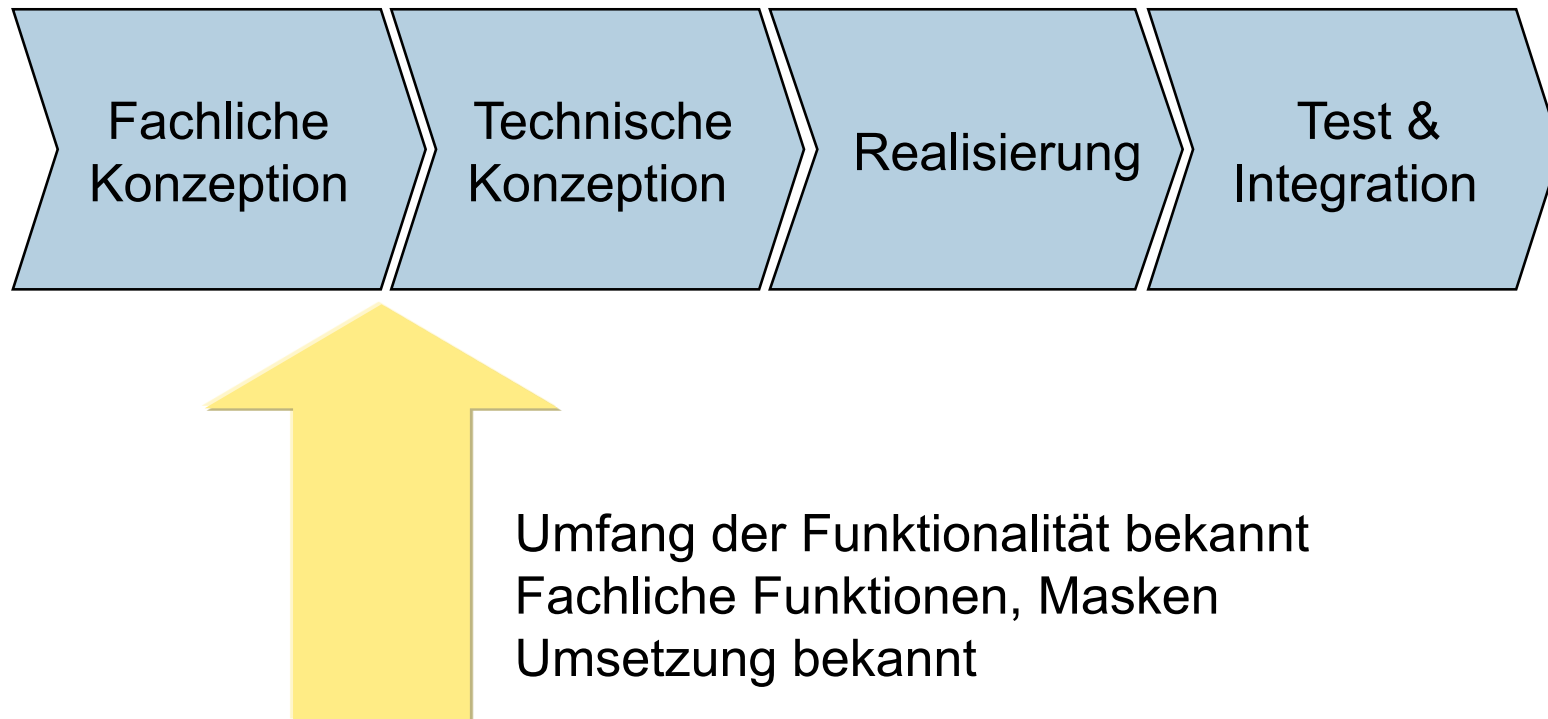 Fachliche
Konzeption
Technische
Konzeption
Realisierung
Test &
Integration
Umfang der Funktionalität bekannt
Fachliche Funktionen, Masken
Umsetzung bekannt